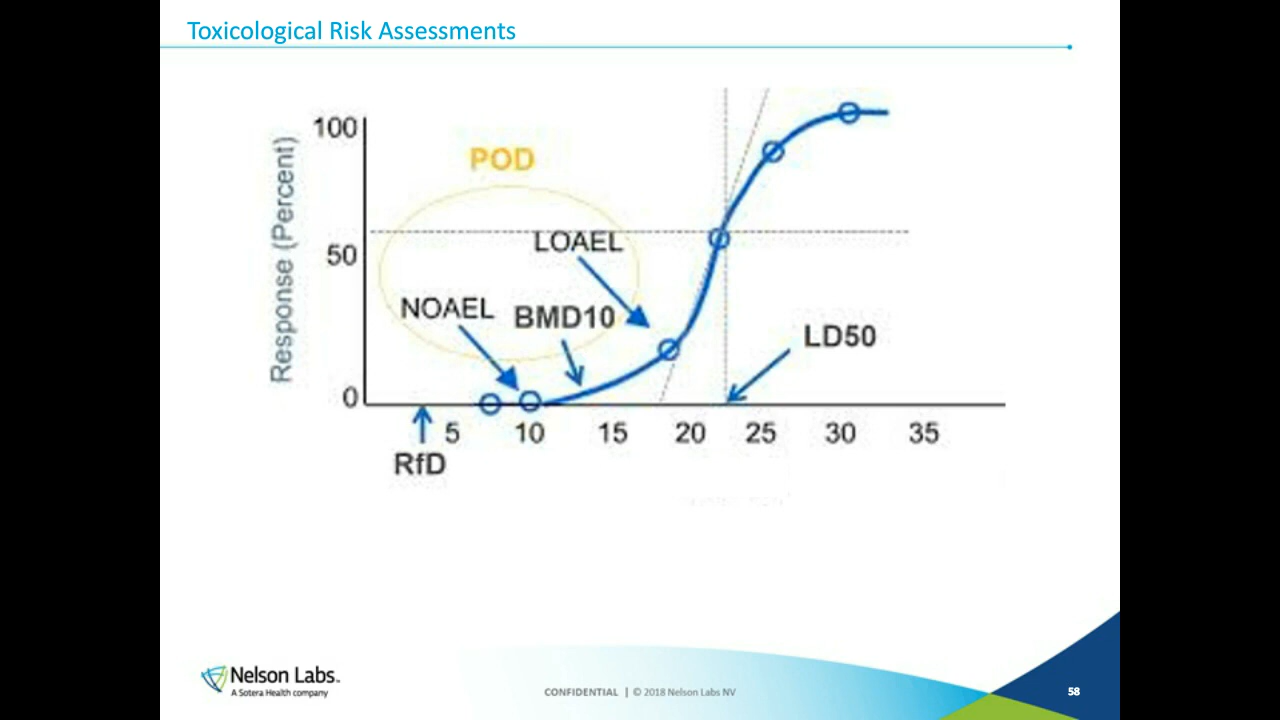 Toxicological Risk Assessments
100
POD
Response (Percent)
LOAEL
50
NOAEL
BMD10
LD50
0
5 10 15 20 25 30 35
RfD
Nelson Labs™
A Sotera Health company
CONFIDENTIAL | © 2018 Nelson Labs NV
58